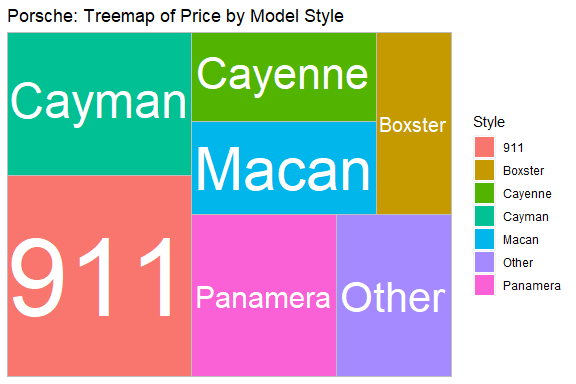 Porsche: Treemap of Price by Model Style
Cayman
Cayenne
Boxster
Macan
911
Panamera
Other
Style
911
Boxster
Cayenne
Cayman
Macan
Other
Panamera